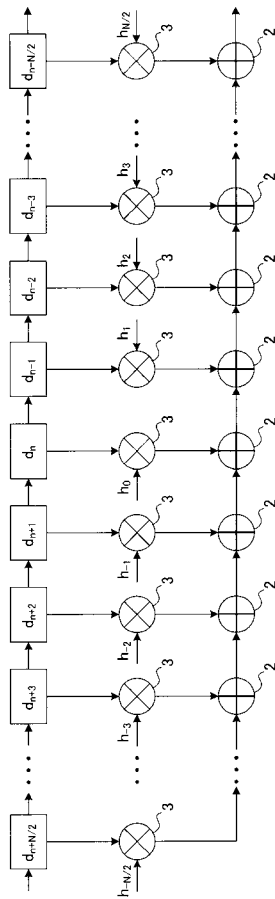 d_{n+N/2}
d_{n+3}
d_{n+2}
d_{n+1}
d_n
d_{n-1}
d_{n-2}
d_{n-3}
d_{n-N/2}
h_{-N/2}
3
h_{-3}
3
h_{-2}
3
h_{-1}
3
h_0
3
h_1
3
h_2
3
h_3
3
h_{N/2}
3
2
2
2
2
2
2
2
2